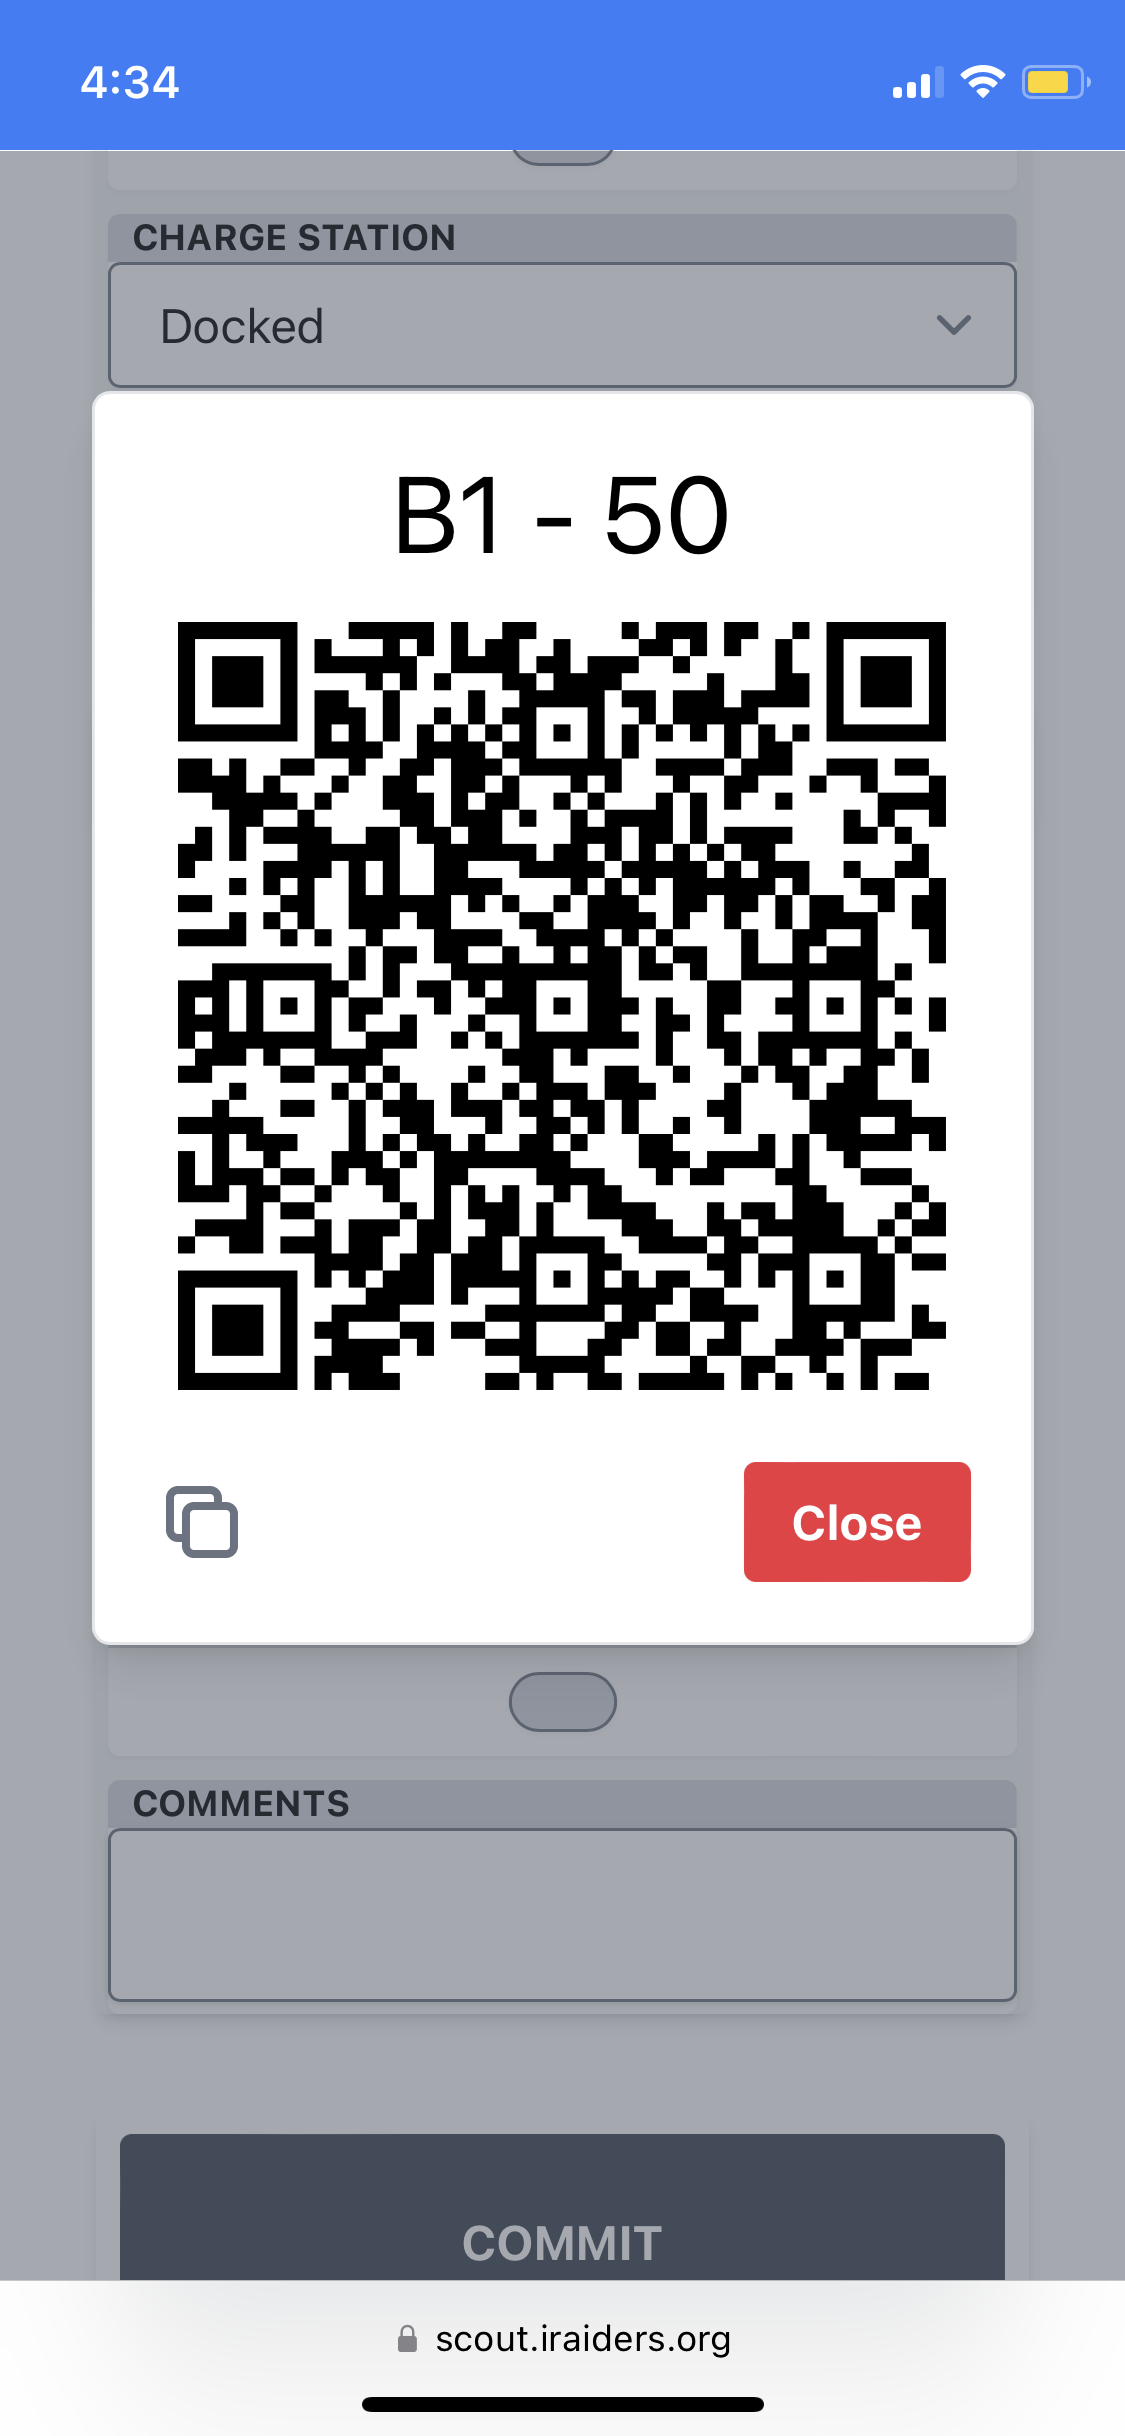 4:34
CHARGE STATION
Docked
B1 - 50
Close
COMMENTS
COMMIT
scout.iraiders.org